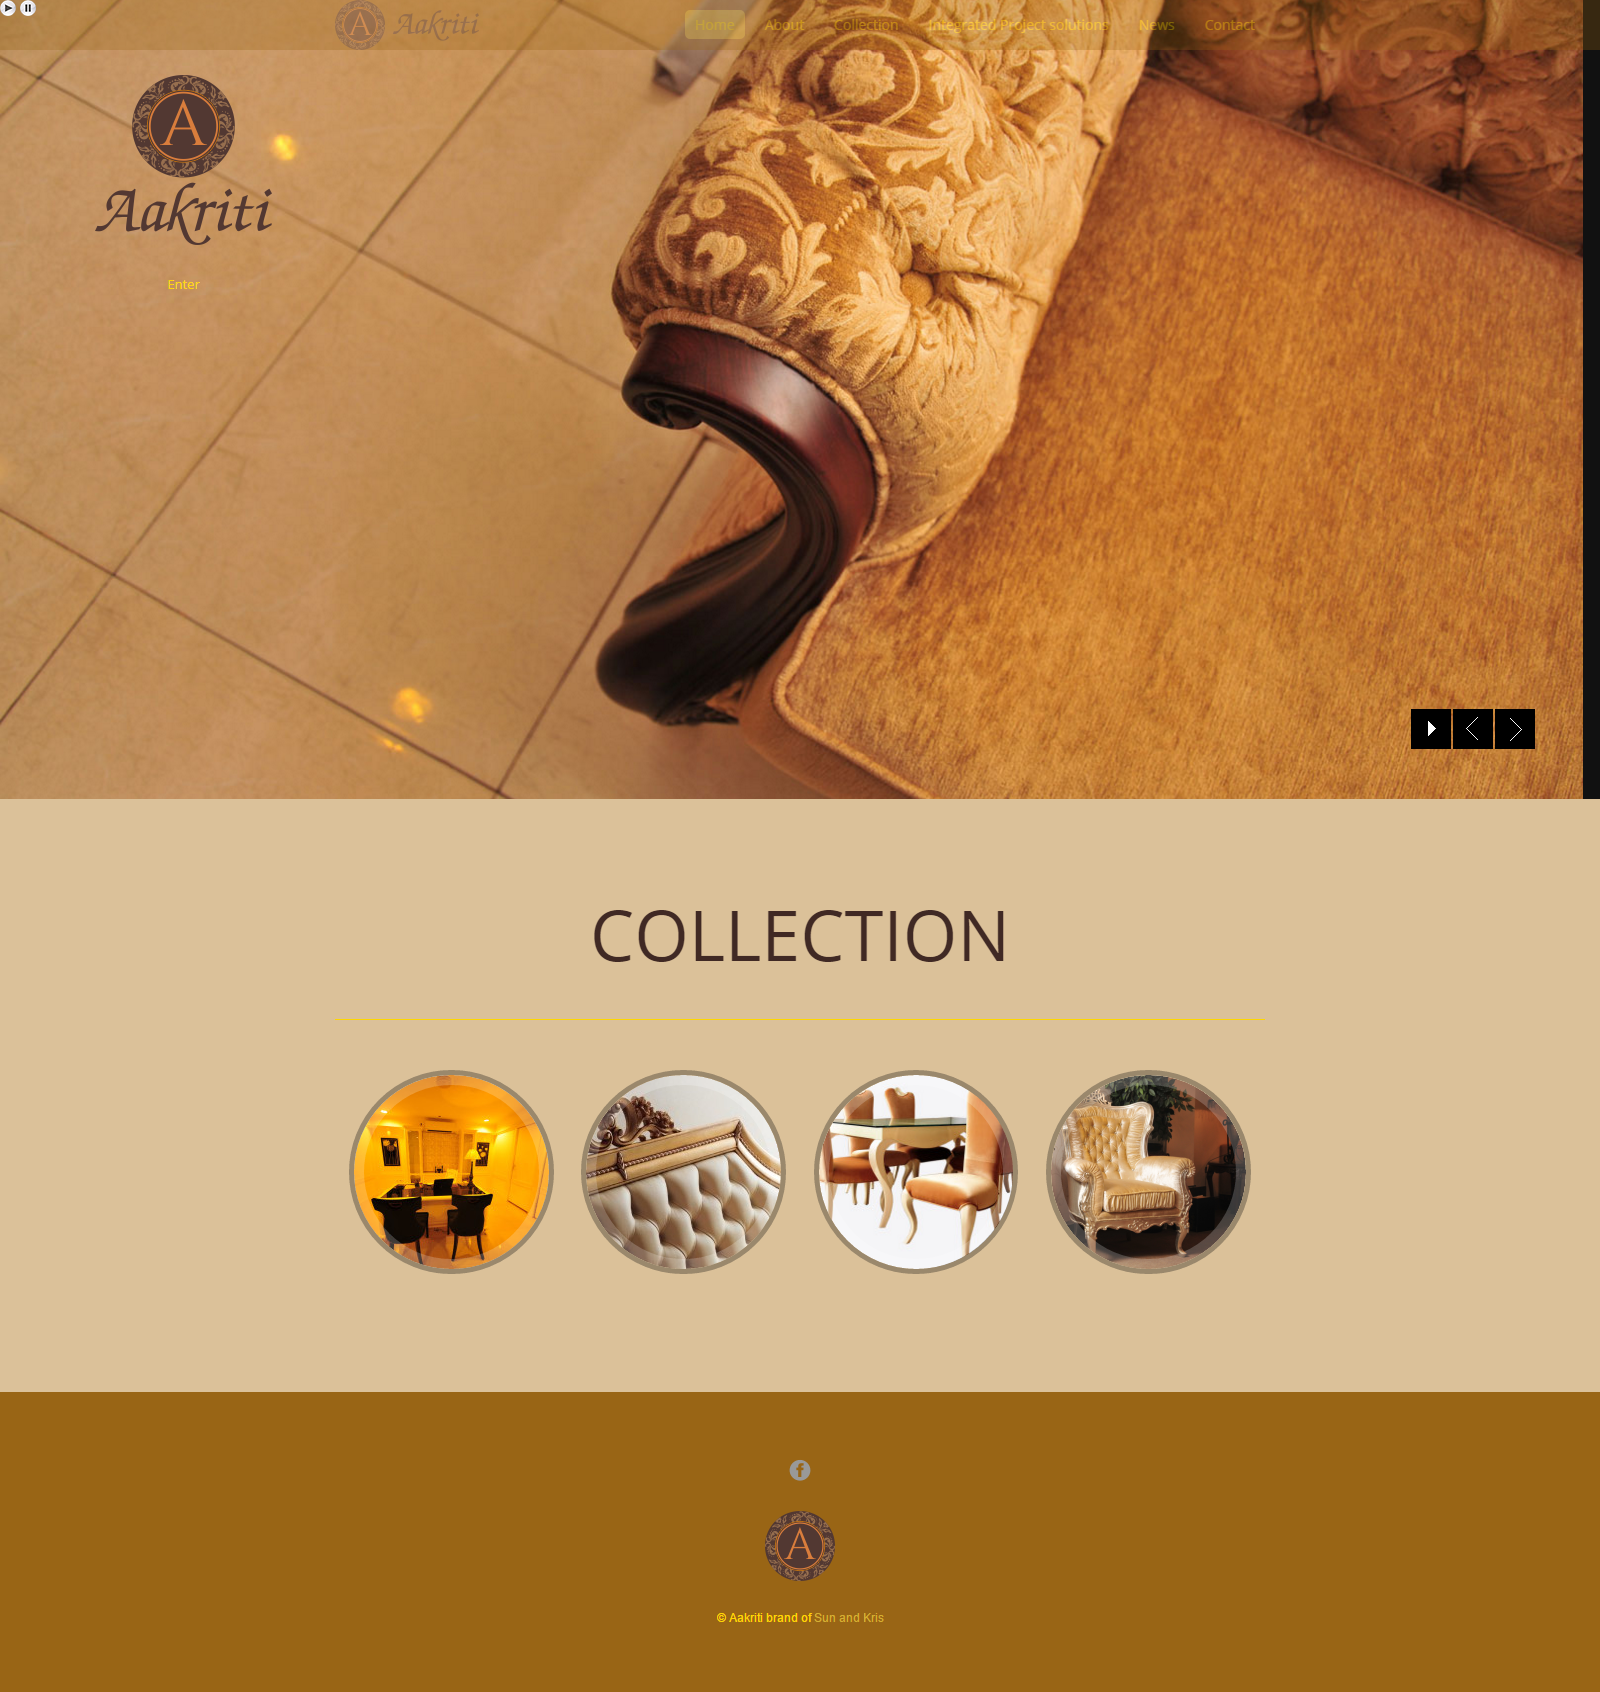 A Aakriti Home About Collection Integrated Project solutions News Contact
A
Aakriti
Enter
COLLECTION
A
© Aakriti brand of Sun and Kris